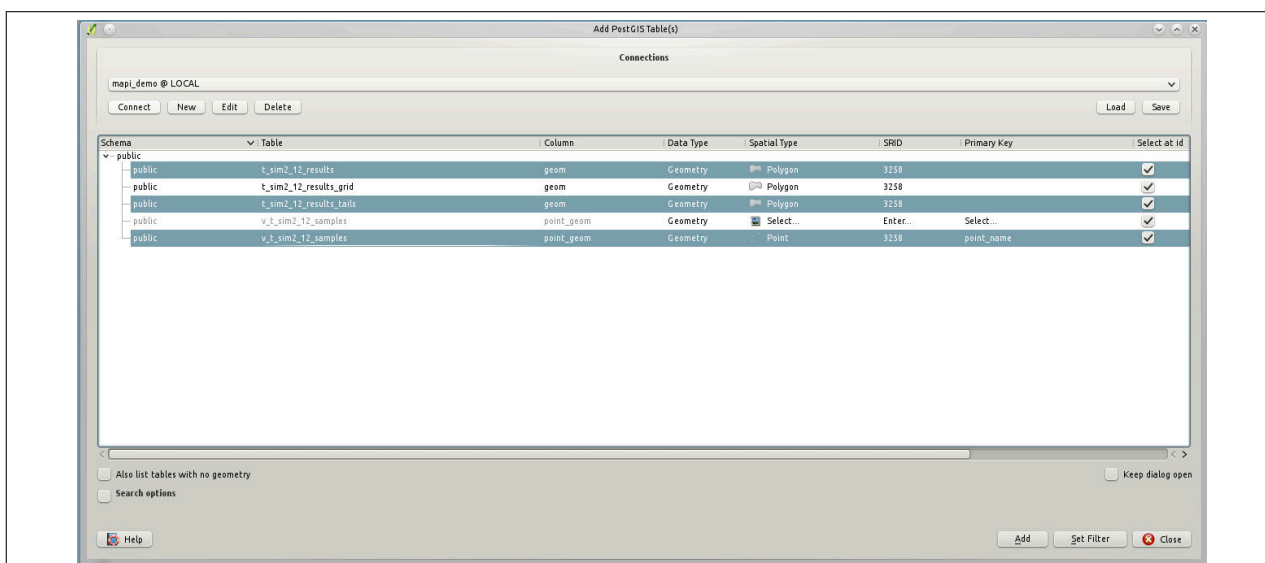 Add PostGIS Table(s)
Connections
mapi_demo @ LOCAL
Connect New Edit Delete Load Save
Schema Table Column Data Type Spatial Type SRID Primary Key Select at id
public
public t_sim2_12_results geom Geometry Polygon 3258
public t_sim2_12_results_grid geom Geometry Polygon 3258
public t_sim2_12_results_tails geom Geometry Polygon 3258
public v_t_sim2_12_samples point_geom Geometry Select... Enter... Select...
public v_t_sim2_12_samples point_geom Geometry Point 3258 point_name
Also list tables with no geometry Keep dialog open
Search options
Help Add Set Filter Close